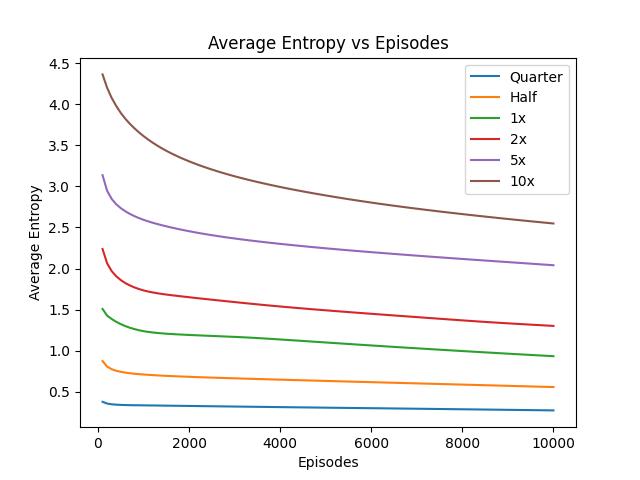 Average Entropy vs Episodes
4.5
4.0
3.5
3.0
2.5
2.0
1.5
1.0
0.5
Average Entropy
Quarter
Half
1x
2x
5x
10x
0 2000 4000 6000 8000 10000
Episodes